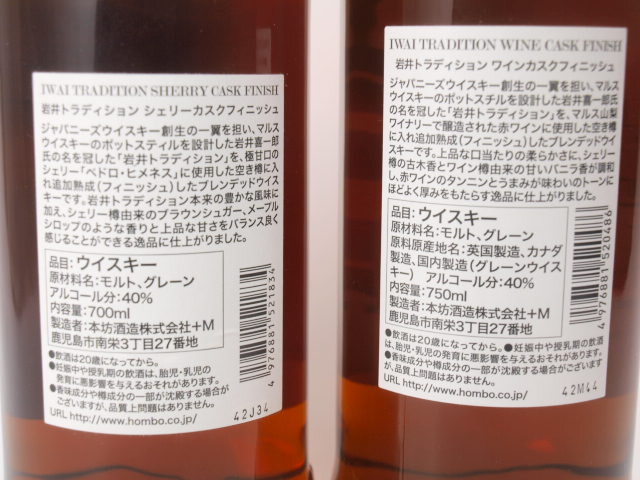 IWAI TRADITION SHERRY CASK FINISH
岩井トラディション シェリーカスクフィニッシュ
ジャパニーズウイスキー創生の一翼を担い、マルス
ウイスキーのポットスティルを設計した岩井喜一郎
氏の名を冠した「岩井トラディション」を、極甘口の
シェリー「ペドロ・ヒメネス」に使用した空き樽に入
れ追加熟成(フィニッシュ)したブレンデッドウイス
キーです。岩井トラディション本来の豊かな風味に
加え、シェリー樽由来のブラウンシュガー、メープル
シロップのような香りと上品な甘さをバランス良く
感じることができる逸品に仕上がりました。
品目:ウイスキー
原材料名:モルト、グレーン
アルコール分:40%
内容量:700ml
製造者:本坊酒造株式会社+M
鹿児島市南栄3丁目27番地
4 976881 521834
●飲酒は20歳になってから。
●妊娠中や授乳期の飲酒は、胎児・乳児の
発育に悪影響を与えるおそれがあります。
●香味成分や樽成分の一部が沈殿する場合が
ございますが、品質上問題はありません。
URL http://www.hombo.co.jp/
42J34
IWAI TRADITION WINE CASK FINISH
岩井トラディション ワインカスクフィニッシュ
ジャパニーズウイスキー創生の一翼を担い、マルス
ウイスキーのポットスチルを設計した岩井喜一郎氏
の名を冠した「岩井トラディション」を、マルス山梨
ワイナリーで醸造された赤ワインに使用した空き樽
に入れ追加熟成(フィニッシュ)したブレンデッドウイ
スキーです。上品な口当たりの柔らかさに、シェリー
樽の古木香とワイン樽由来の甘いバニラ香が調和
し、赤ワインのタンニンとうまみが味わいのトーンに
ほどよく厚みをもたらす逸品に仕上がりました。
品目:ウイスキー
原材料名:モルト、グレーン
原料原産地名:英国製造、カナダ
製造、国内製造(グレーンウイス
キー) アルコール分:40%
内容量:750ml
製造者:本坊酒造株式会社+M
鹿児島市南栄3丁目27番地
4 976881 520486
●飲酒は20歳になってから。●妊娠中や授乳期の飲酒
は、胎児・乳児の発育に悪影響を与えるおそれがあります。
●香味成分や樽成分の一部が沈殿する場合が
ございますが、品質上問題はありません。
URL http://www.hombo.co.jp/
42M44